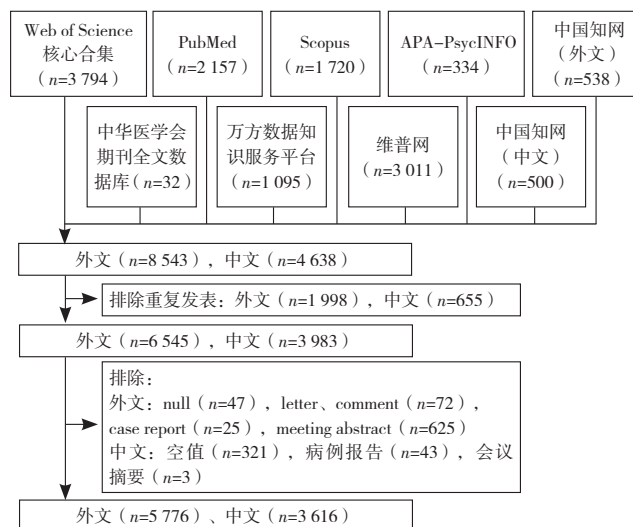 Web of Science
核心合集
（n=3 794）
PubMed
（n=2 157）
Scopus
（n=1 720）
APA-PsycINFO
（n=334）
中国知网
（外文）
（n=538）
中华医学会
期刊全文数
据库（n=32）
万方数据知
识服务平台
（n=1 095）
维普网
（n=3 011）
中国知网
（中文）
（n=500）
外文（n=8 543），中文（n=4 638）
排除重复发表：外文（n=1 998），中文（n=655）
外文（n=6 545），中文（n=3 983）
排除：
外文：null（n=47），letter、comment（n=72），
case report（n=25），meeting abstract（n=625）
中文：空值（n=321），病例报告（n=43），会议
摘要（n=3）
外文（n=5 776）、中文（n=3 616）